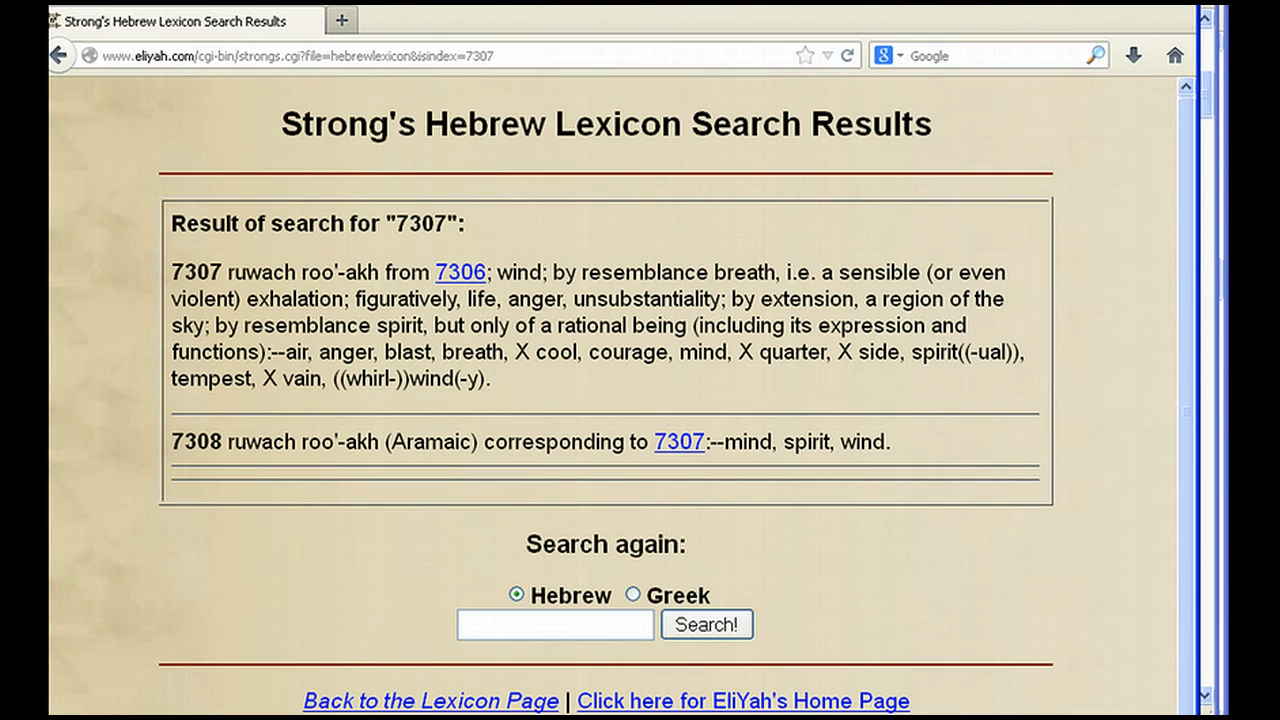 Strong's Hebrew Lexicon Search Results
www.eliyah.com/cgi-bin/strongs.cgi?file=hebrewlexicon&isindex=7307
Google
Strong's Hebrew Lexicon Search Results
Result of search for "7307":
7307 ruwach roo'-akh from 7306; wind; by resemblance breath, i.e. a sensible (or even
violent) exhalation; figuratively, life, anger, unsubstantiality; by extension, a region of the
sky; by resemblance spirit, but only of a rational being (including its expression and
functions):--air, anger, blast, breath, X cool, courage, mind, X quarter, X side, spirit((-ual)),
tempest, X vain, ((whirl-))wind(-y).
7308 ruwach roo'-akh (Aramaic) corresponding to 7307:--mind, spirit, wind.
Search again:
Hebrew Greek
Search!
Back to the Lexicon Page | Click here for EliYah's Home Page